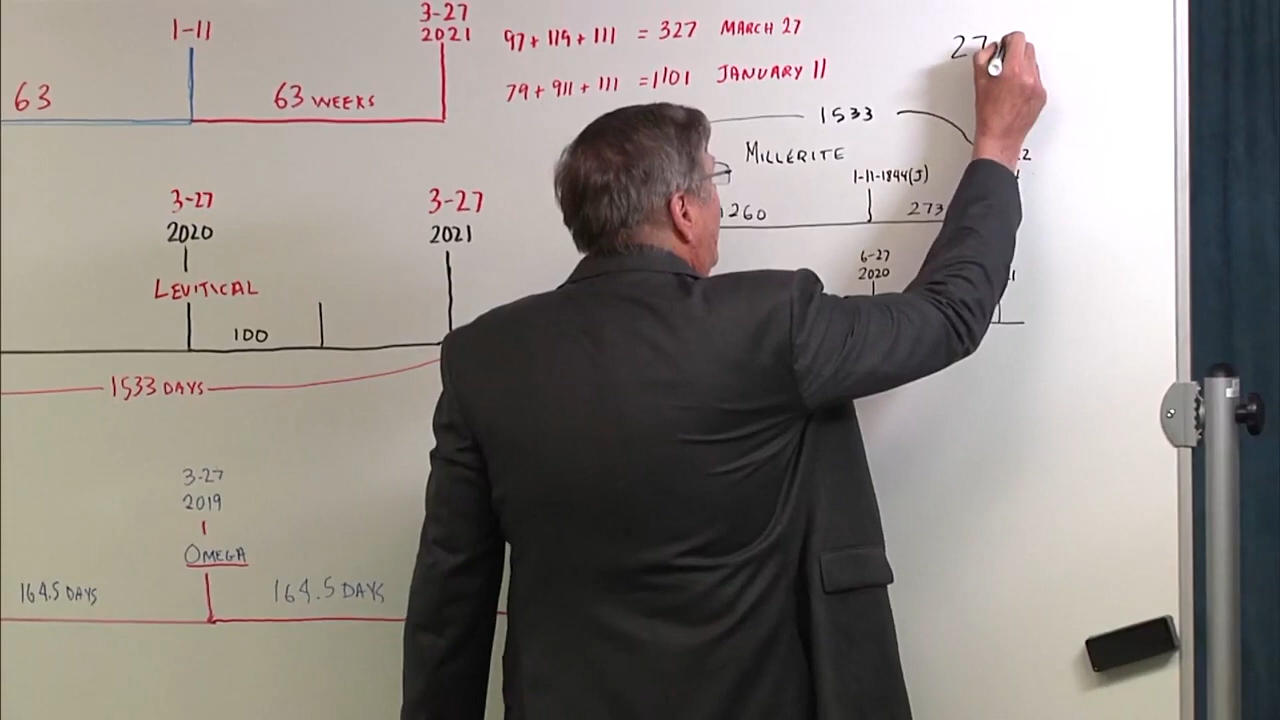 1-11
3-27
2021
63
63 WEEKS
97 + 119 + 111 = 327 MARCH 27
79 + 911 + 111 = 1101 JANUARY 11
27
1533
MILLERITE
1-11-1844(J)
1260
273
6-27
2020
3-27
2020
LEVITICAL
3-27
2021
100
1533 DAYS
3-27
2019
OMEGA
164.5 DAYS
164.5 DAYS